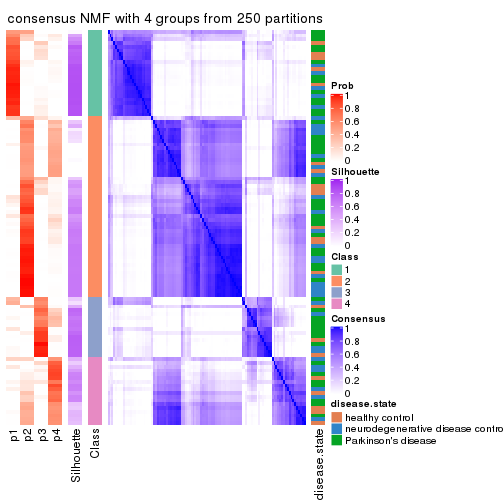 consensus NMF with 4 groups from 250 partitions
Prob
1
0.8
0.6
0.4
0.2
0
Silhouette
1
0.8
0.6
0.4
0.2
0
Class
1
2
3
4
Consensus
1
0.8
0.6
0.4
0.2
0
disease.state
healthy control
neurodegenerative disease contro
Parkinson's disease
p1
p2
p3
p4
Silhouette
Class
disease.state